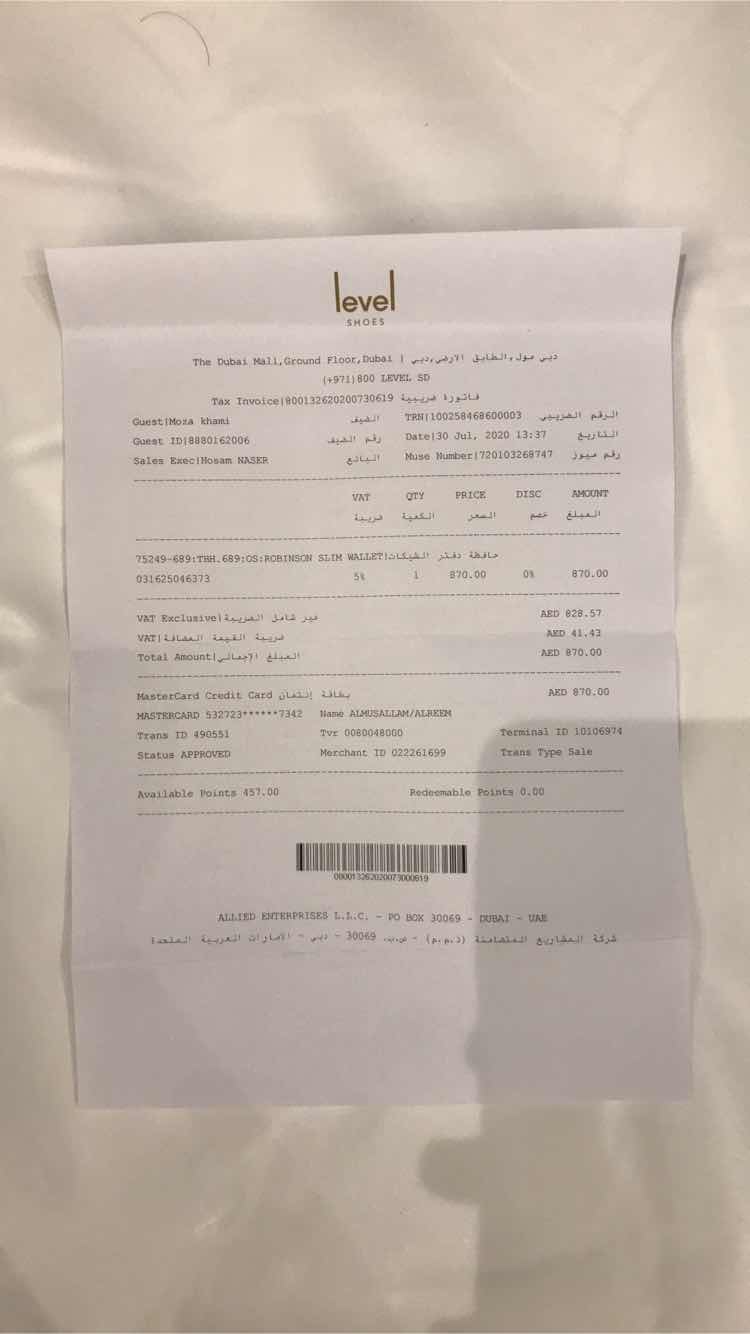 level
SHOES
The Dubai Mall,Ground Floor,Dubai | دبي مول,الطابق الارضي,دبي
(+971)800 LEVEL SD
Tax Invoice|800132620200730619 فاتورة ضريبية
Guest|Moza khami الضيف TRN|100258468600003 الرقم الضريبي
Guest ID|8880162006 رقم الضيف Date|30 Jul, 2020 13:37 التاريخ
Sales Exec|Hosam NASER البائع Muse Number|720103268747 رقم ميوز
VAT QTY PRICE DISC AMOUNT
ضريبة الكمية السعر خصم المبلغ
75249-689:TBH.689:OS:ROBINSON SLIM WALLET|حافظة دفتر الشيكات
031625046373 5% 1 870.00 0% 870.00
VAT Exclusive|غير شامل الضريبة AED 828.57
VAT|ضريبة القيمة المضافة AED 41.43
Total Amount|المبلغ الإجمالي AED 870.00
MasterCard Credit Card بطاقة إئتمان AED 870.00
MASTERCARD 532723******7342 Name ALMUSALLAM/ALREEM
Trans ID 490551 Tvr 0080048000 Terminal ID 10106974
Status APPROVED Merchant ID 022261699 Trans Type Sale
Available Points 457.00 Redeemable Points 0.00
ALLIED ENTERPRISES L.L.C. - PO BOX 30069 - DUBAI - UAE
شركة المشاريع المتضامنة (ذ.م.م) - ص.ب. 30069 - دبي - الامارات العربية المتحدة